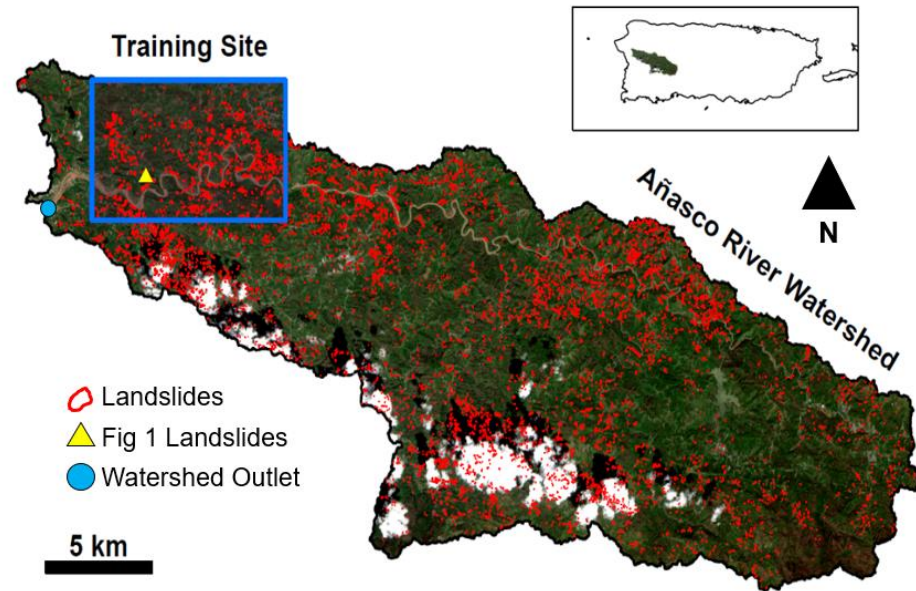 Training Site
Añasco River Watershed
N
Landslides
Fig 1 Landslides
Watershed Outlet
5 km